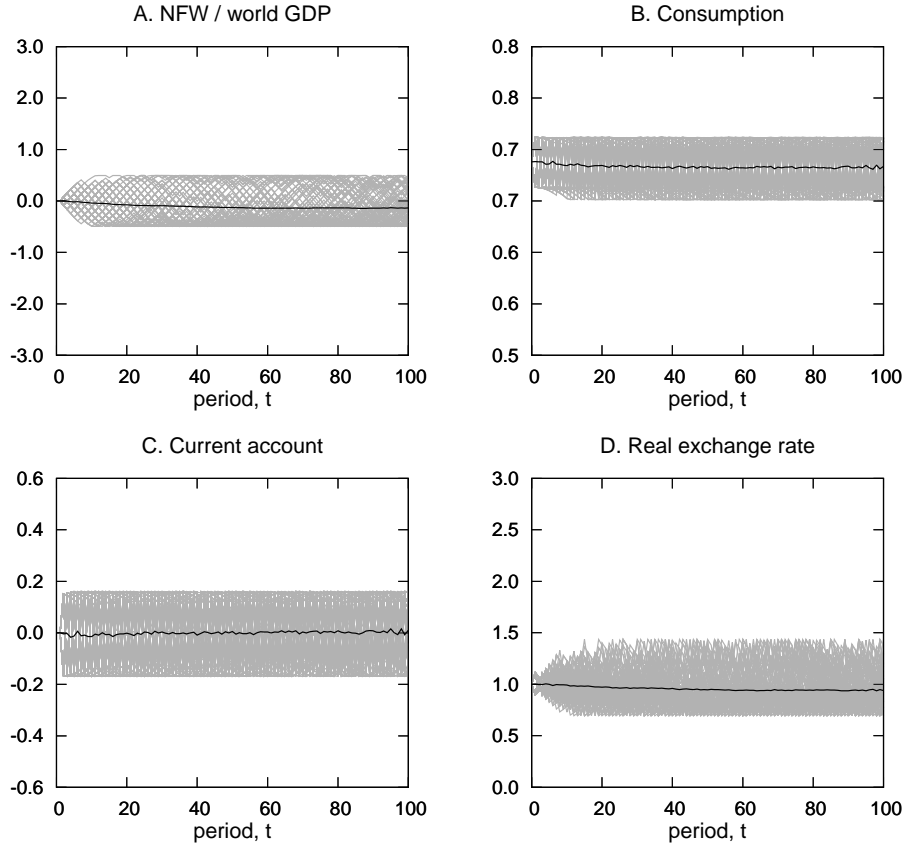 A. NFW / world GDP
3.0
2.0
1.0
0.0
-1.0
-2.0
-3.0
0 20 40 60 80 100
period, t
B. Consumption
0.8
0.8
0.7
0.7
0.6
0.6
0.5
0 20 40 60 80 100
period, t
C. Current account
0.6
0.4
0.2
0.0
-0.2
-0.4
-0.6
0 20 40 60 80 100
period, t
D. Real exchange rate
3.0
2.5
2.0
1.5
1.0
0.5
0.0
0 20 40 60 80 100
period, t